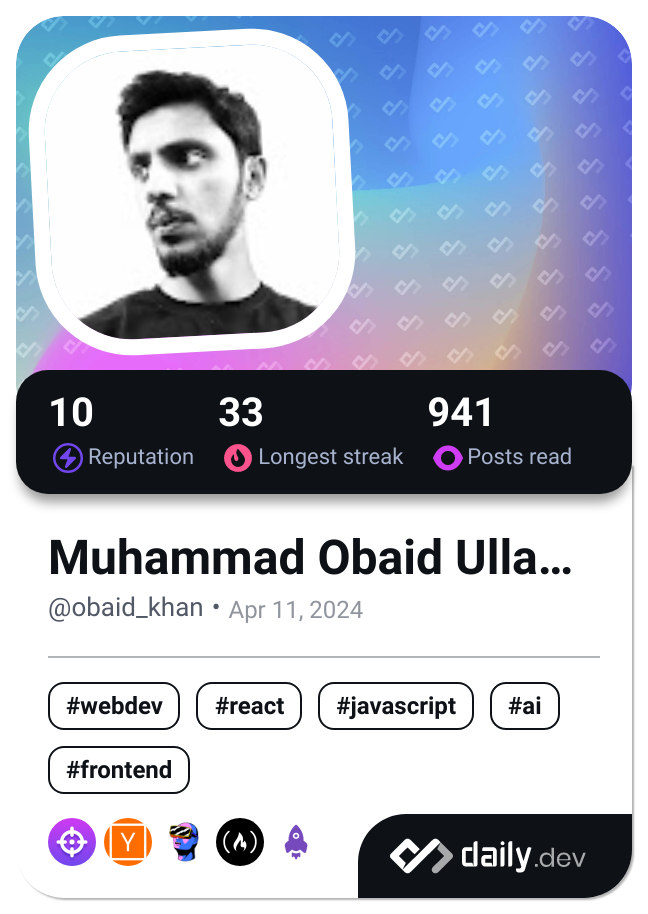 10 33 941
Reputation Longest streak Posts read
Muhammad Obaid Ulla...
@obaid_khan • Apr 11, 2024
#webdev #react #javascript #ai
#frontend
Y
daily.dev